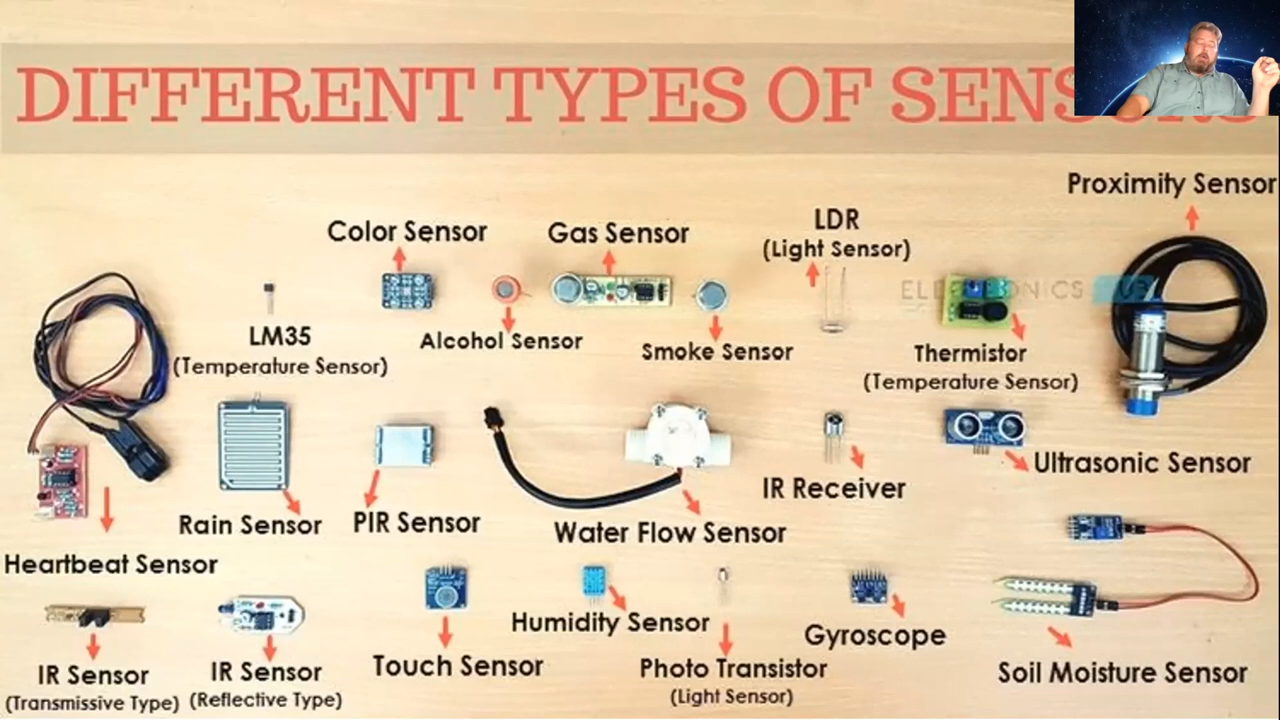 DIFFERENT TYPES OF SENSORS
Proximity Sensor
Color Sensor
Gas Sensor
LDR
(Light Sensor)
LM35
(Temperature Sensor)
Alcohol Sensor
Smoke Sensor
Thermistor
(Temperature Sensor)
Rain Sensor
PIR Sensor
Water Flow Sensor
IR Receiver
Ultrasonic Sensor
Heartbeat Sensor
IR Sensor
(Transmissive Type)
IR Sensor
(Reflective Type)
Touch Sensor
Humidity Sensor
Photo Transistor
(Light Sensor)
Gyroscope
Soil Moisture Sensor